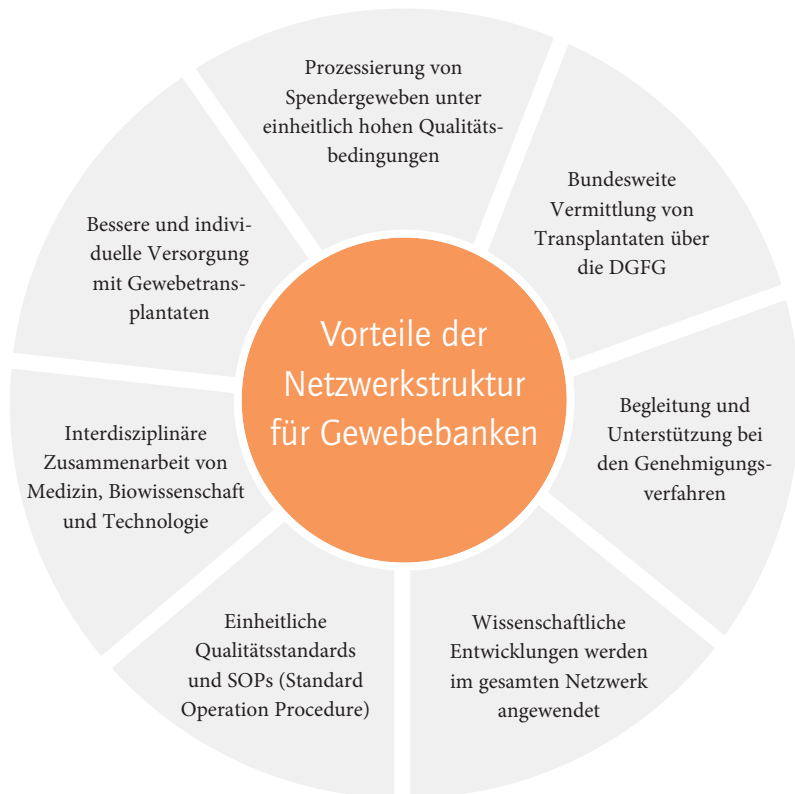 Prozessierung von
Spendergeweben unter
einheitlich hohen Qualitäts-
bedingungen
Bundesweite
Vermittlung von
Transplantaten über
die DGFG
Begleitung und
Unterstützung bei
den Genehmigungs-
verfahren
Wissenschaftliche
Entwicklungen werden
im gesamten Netzwerk
angewendet
Einheitliche
Qualitätsstandards
und SOPs (Standard
Operation Procedure)
Interdisziplinäre
Zusammenarbeit von
Medizin, Biowissenschaft
und Technologie
Bessere und indivi-
duelle Versorgung
mit Gewebetrans-
plantaten
Vorteile der
Netzwerkstruktur
für Gewebebanken